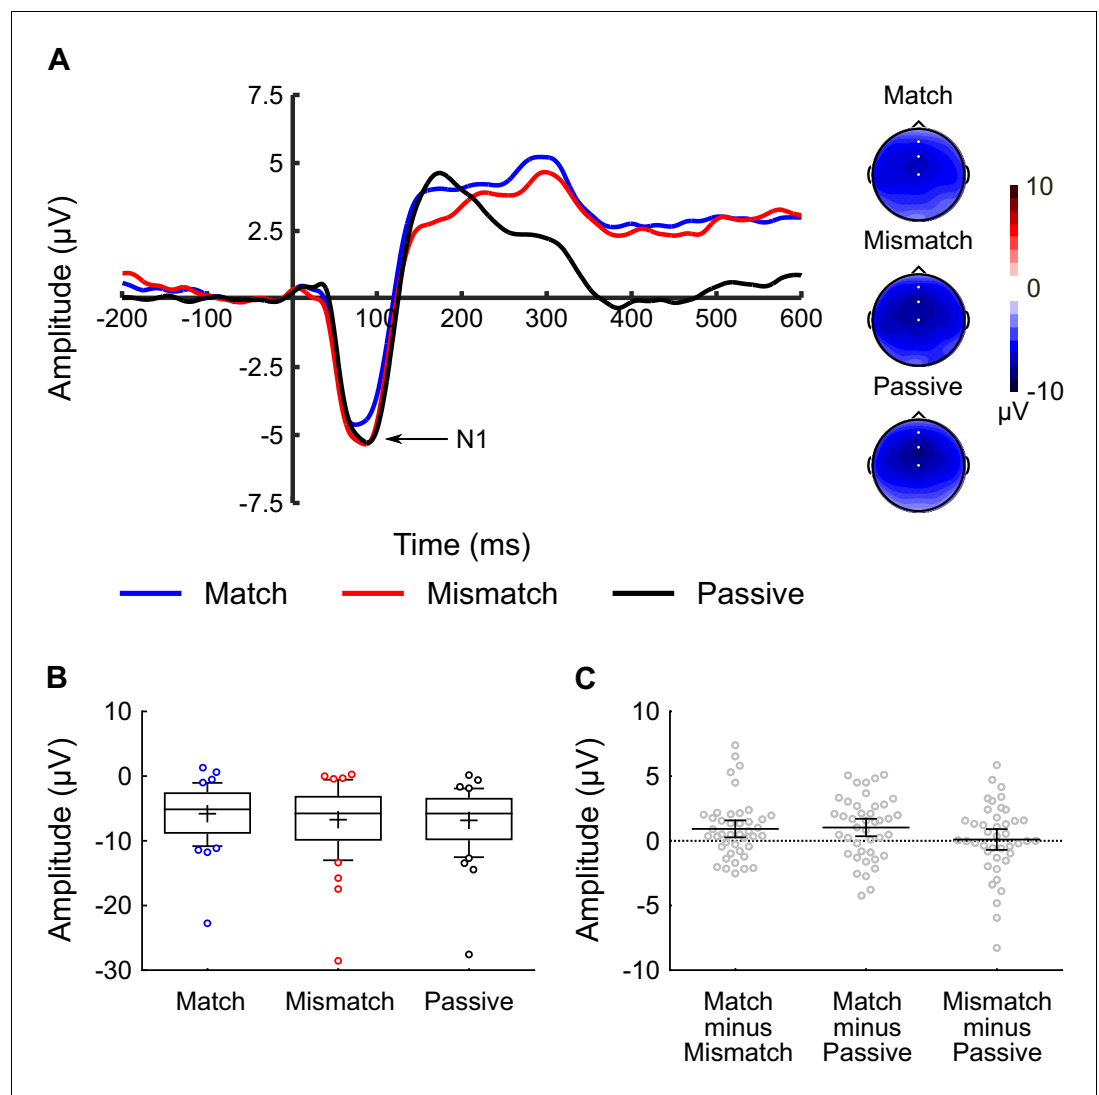 A
7.5
5
2.5
-2.5
-5
-7.5
-200 -100 100 200 300 400 500 600
Amplitude (µV)
N1
Time (ms)
Match
Mismatch
Passive
10
0
-10
µV
Match Mismatch Passive
B
10
0
-10
-20
-30
Amplitude (µV)
Match Mismatch Passive
C
10
5
0
-5
-10
Amplitude (µV)
Match
minus
Mismatch
Match
minus
Passive
Mismatch
minus
Passive